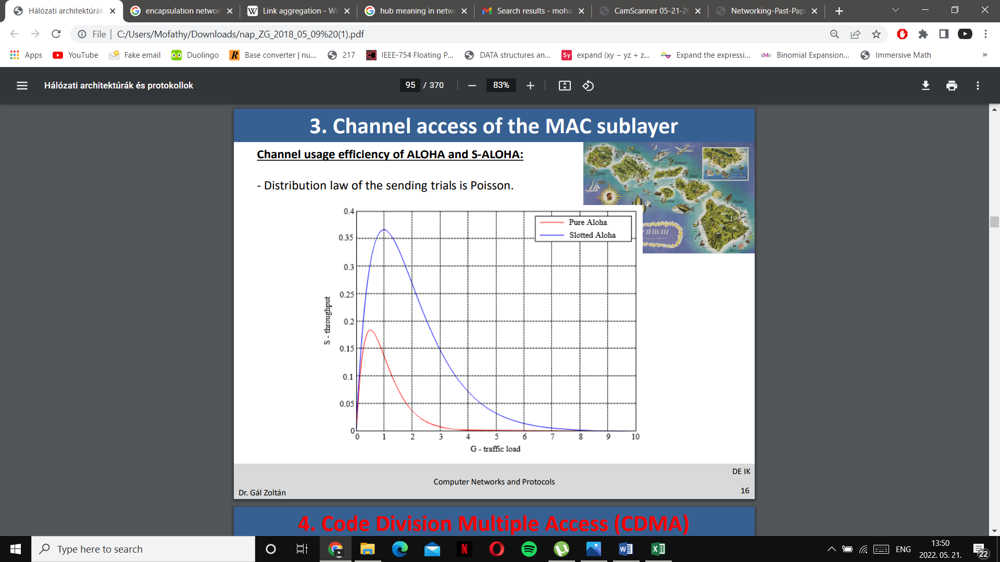 Hálózati architektúrák
encapsulation networ
Link aggregation - Wi
hub meaning in netw
Search results - moha
CamScanner 05-21-20
Networking-Past-Pap
File
C:/Users/Mofathy/Downloads/nap_ZG_2018_05_09%20(1).pdf
Apps
YouTube
Fake email
Duolingo
Base converter | nu...
217
IEEE-754 Floating P...
DATA structures an...
Sy expand (xy − yz + z...
Expand the expressi...
Binomial Expansion...
Immersive Math
»
Hálózati architektúrák és protokollok
95 / 370
83%
3. Channel access of the MAC sublayer
Channel usage efficiency of ALOHA and S-ALOHA:
- Distribution law of the sending trials is Poisson.
HAWAII
Pure Aloha
Slotted Aloha
0.4
0.35
0.3
0.25
0.2
0.15
0.1
0.05
0
S - throughput
0 1 2 3 4 5 6 7 8 9 10
G - traffic load
DE IK
Computer Networks and Protocols
Dr. Gál Zoltán
16
4. Code Division Multiple Access (CDMA)
Type here to search
ENG
13:50
2022. 05. 21.
22